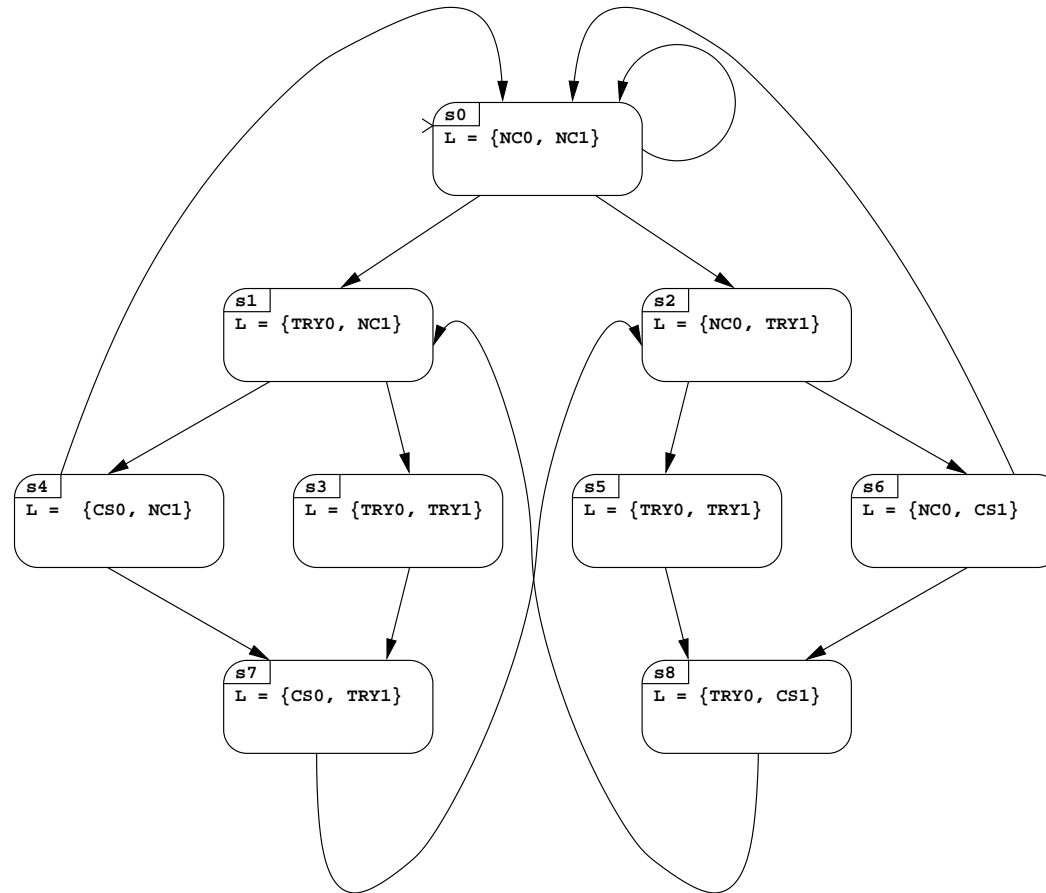 s0
L = {NC0, NC1}
s1
L = {TRY0, NC1}
s2
L = {NC0, TRY1}
s4
L =  {CS0, NC1}
s3
L = {TRY0, TRY1}
s5
L = {TRY0, TRY1}
s6
L = {NC0, CS1}
s7
L = {CS0, TRY1}
s8
L = {TRY0, CS1}